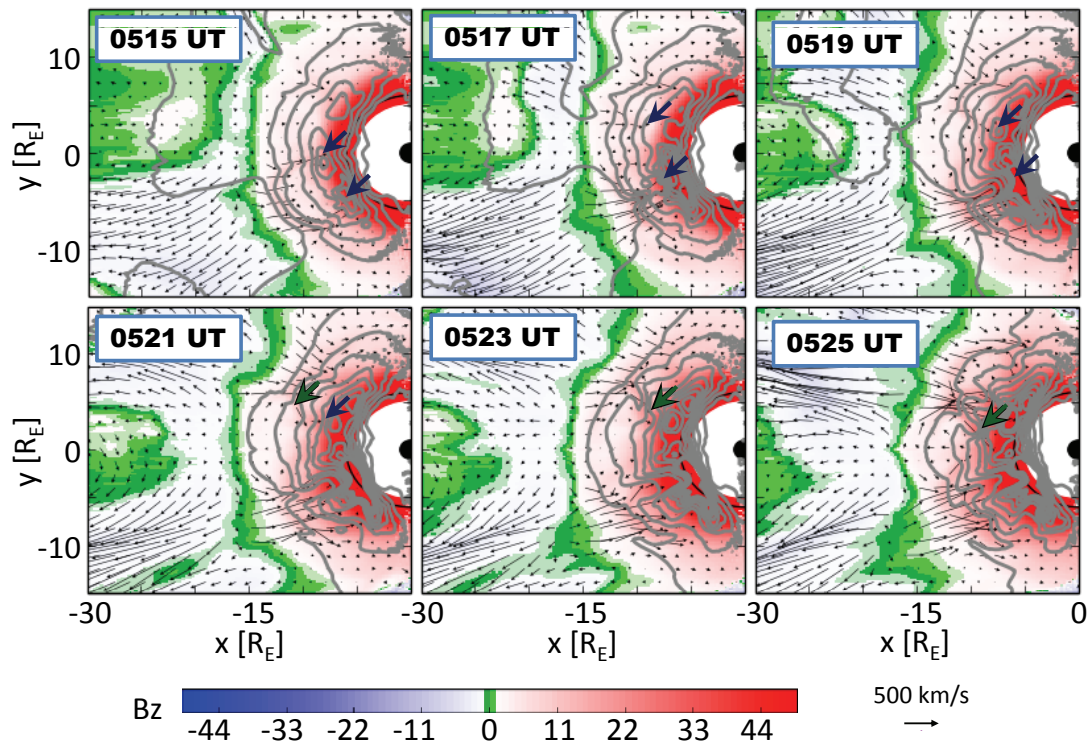 0515 UT 0517 UT 0519 UT
10
y [R_E] 0
-10
0521 UT 0523 UT 0525 UT
10
y [R_E] 0
-10
-30 -15 -30 -15 -30 -15 0
x [R_E] x [R_E] x [R_E]
500 km/s
Bz
-44 -33 -22 -11 0 11 22 33 44